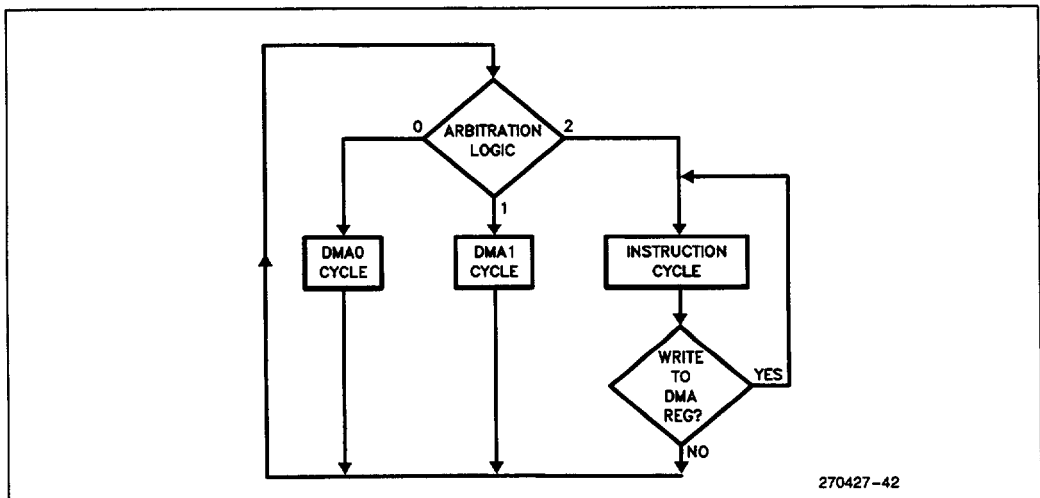 ARBITRATION
LOGIC
0
2
1
DMA0
CYCLE
DMA1
CYCLE
INSTRUCTION
CYCLE
WRITE
TO
DMA
REG?
YES
NO
270427-42